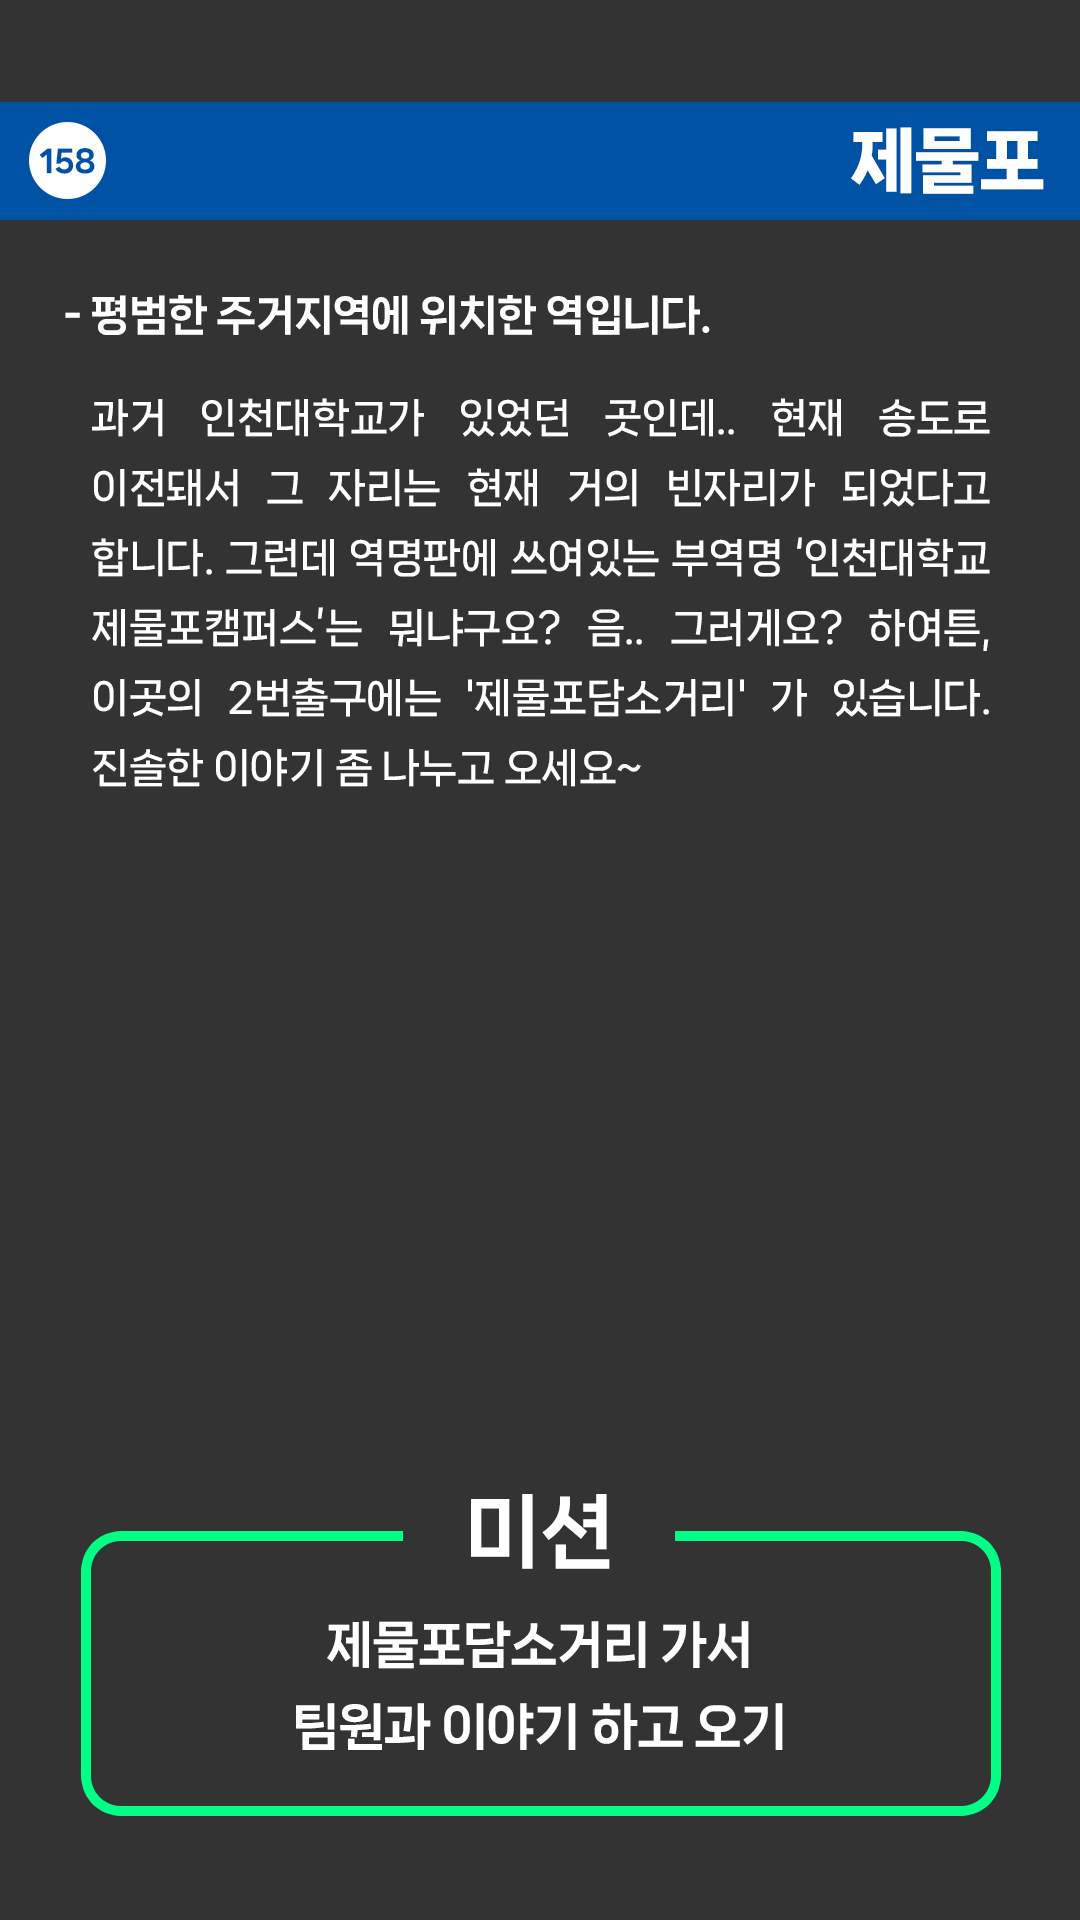 158
제물포
- 평범한 주거지역에 위치한 역입니다.
과거 인천대학교가 있었던 곳인데.. 현재 송도로
이전돼서 그 자리는 현재 거의 빈자리가 되었다고
합니다. 그런데 역명판에 쓰여있는 부역명 ‘인천대학교
제물포캠퍼스’는 뭐냐구요? 음.. 그러게요? 하여튼,
이곳의 2번출구에는 '제물포담소거리' 가 있습니다.
진솔한 이야기 좀 나누고 오세요~
미션
제물포담소거리 가서
팀원과 이야기 하고 오기